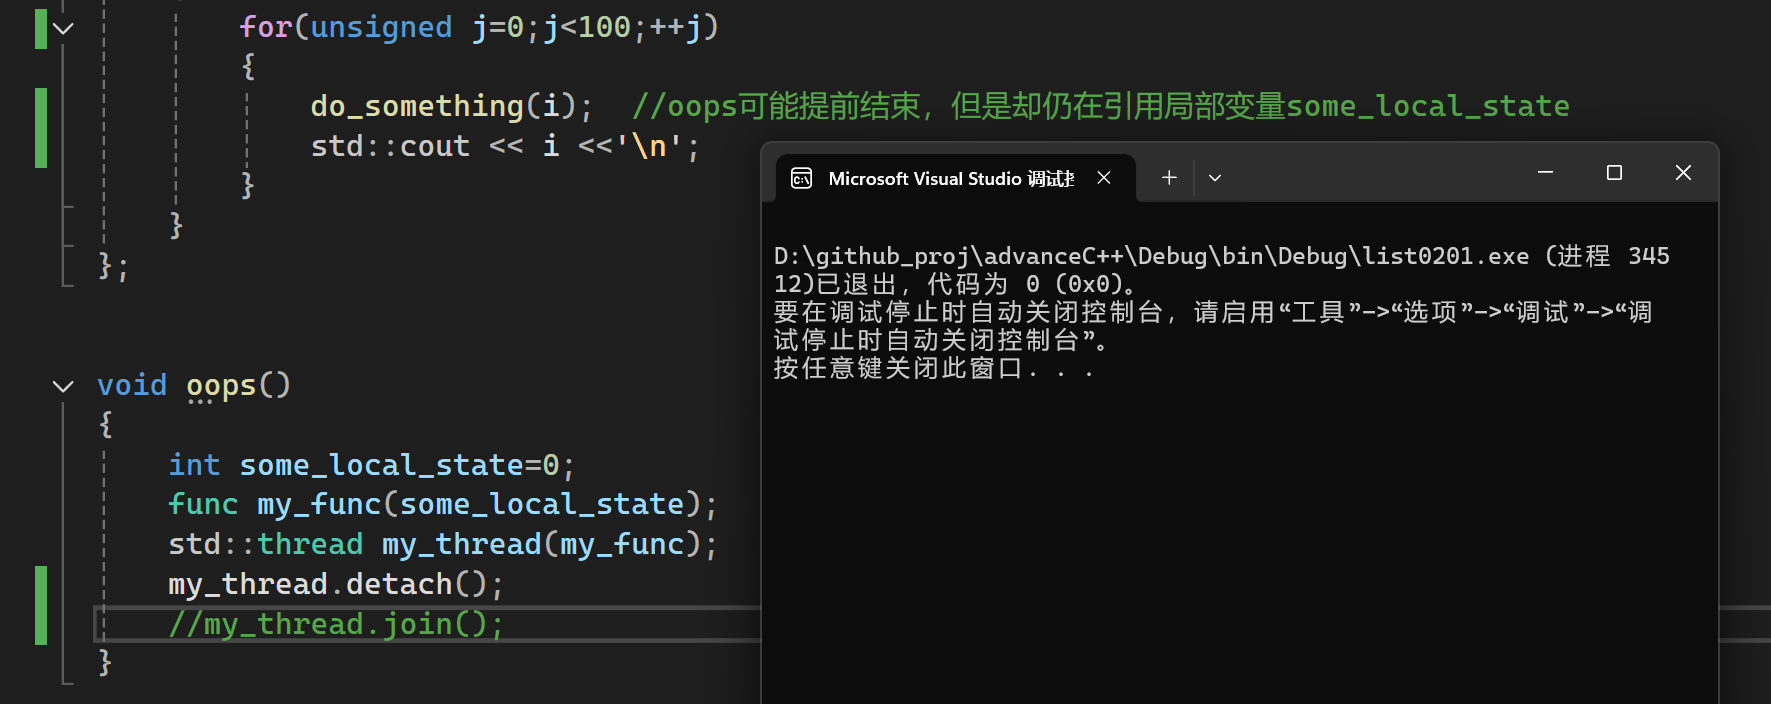 for(unsigned j=0;j<100;++j)
{
do_something(i);  //oops可能提前结束，但是却仍在引用局部变量some_local_state
std::cout << i <<'\n';
}
}
};
void oops()
{
int some_local_state=0;
func my_func(some_local_state);
std::thread my_thread(my_func);
my_thread.detach();
//my_thread.join();
}
Microsoft Visual Studio 调试
D:\github_proj\advanceC++\Debug\bin\Debug\list0201.exe (进程 345
12)已退出，代码为 0 (0x0)。
要在调试停止时自动关闭控制台，请启用“工具”->“选项”->“调试”->“调
试停止时自动关闭控制台”。
按任意键关闭此窗口. . .